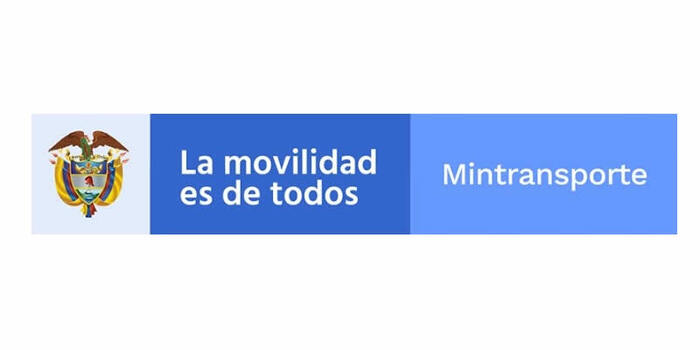 La movilidad
es de todos
Mintransporte